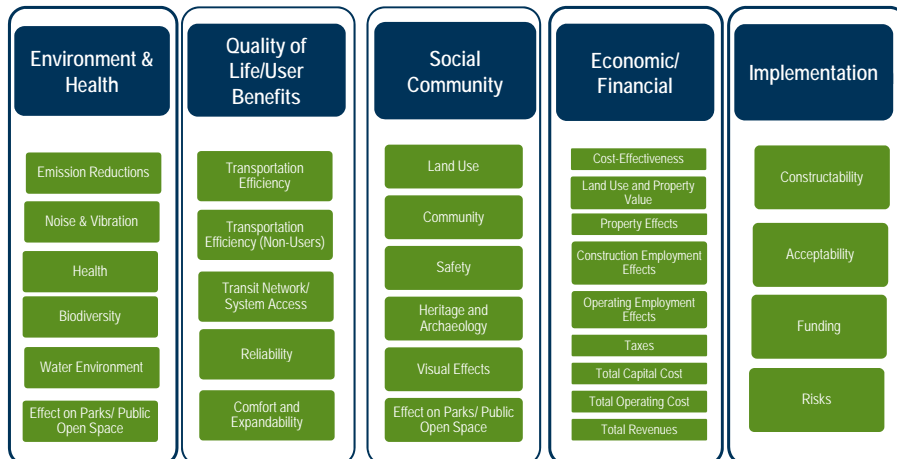 Environment &
Health
Emission Reductions
Noise & Vibration
Health
Biodiversity
Water Environment
Effect on Parks/ Public
Open Space
Quality of
Life/User
Benefits
Transportation
Efficiency
Transportation
Efficiency (Non-Users)
Transit Network/
System Access
Reliability
Comfort and
Expandability
Social
Community
Land Use
Community
Safety
Heritage and
Archaeology
Visual Effects
Effect on Parks/ Public
Open Space
Economic/
Financial
Cost-Effectiveness
Land Use and Property
Value
Property Effects
Construction Employment
Effects
Operating Employment
Effects
Taxes
Total Capital Cost
Total Operating Cost
Total Revenues
Implementation
Constructability
Acceptability
Funding
Risks